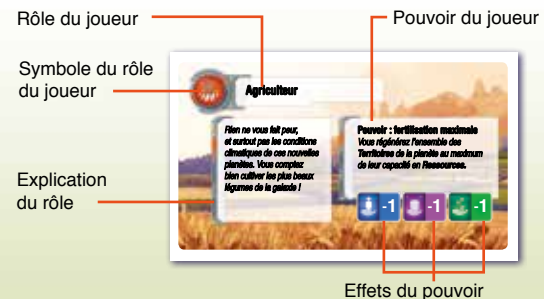 Rôle du joueur
Pouvoir du joueur
Symbole du rôle
du joueur
Agriculteur
Rien ne vous fait peur,
et surtout pas les conditions
climatiques de ces nouvelles
planètes. Vous comptez
bien cultiver les plus beaux
légumes de la galaxie !
Pouvoir : fertilisation maximale
Vous régénérez l'ensemble des
Territoires de la planète au maximum
de leur capacité en Ressources.
Explication
du rôle
-1 -1 -1
Effets du pouvoir